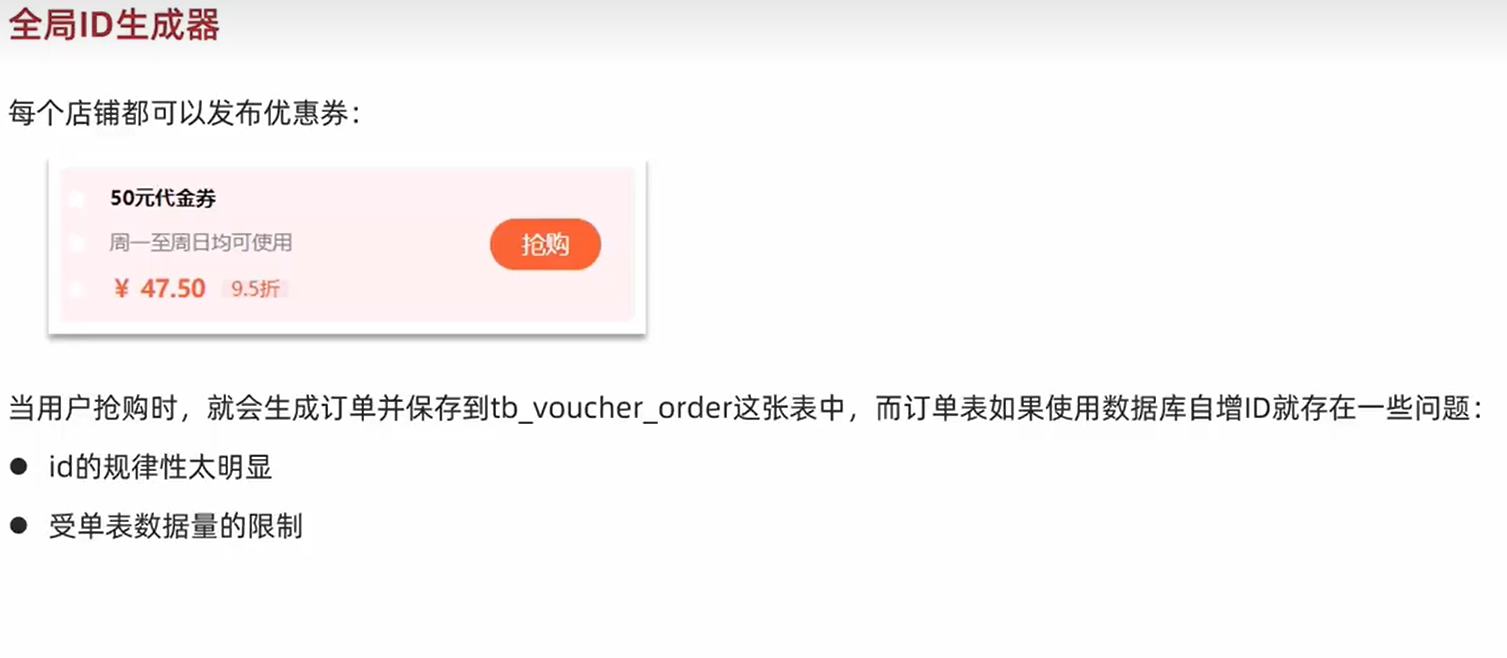 全局ID生成器
每个店铺都可以发布优惠券：
50元代金券
周一至周日均可使用
抢购
¥ 47.50 9.5折
当用户抢购时，就会生成订单并保存到tb_voucher_order这张表中，而订单表如果使用数据库自增ID就存在一些问题：
● id的规律性太明显
● 受单表数据量的限制